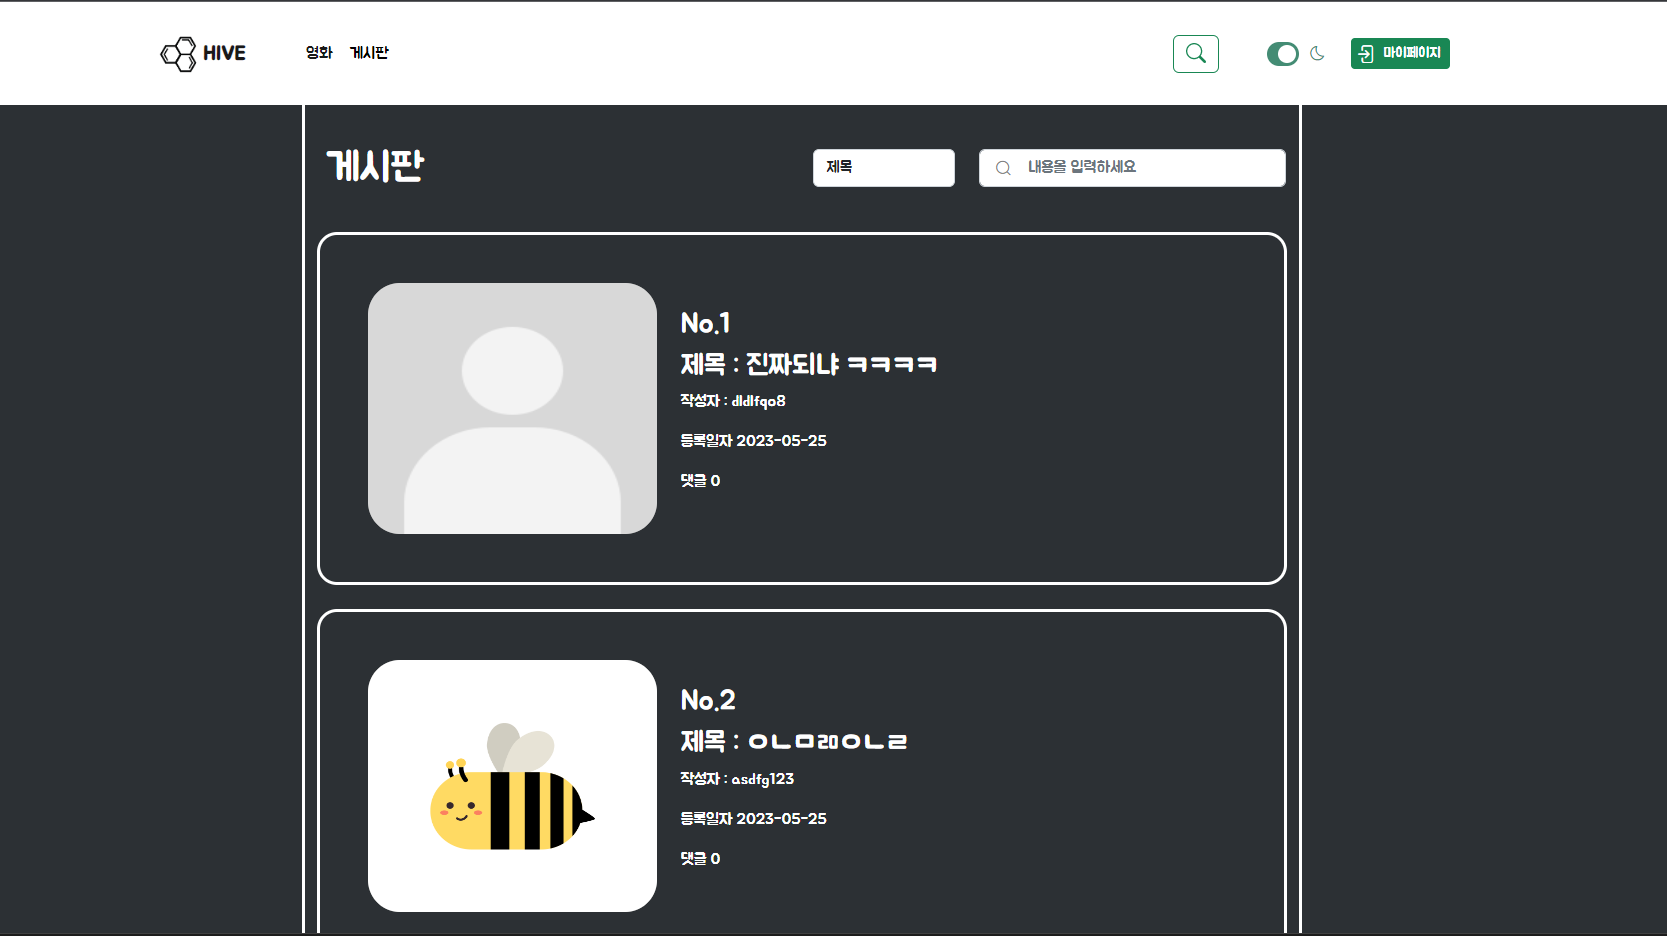 HIVE 영화 게시판 마이페이지
게시판 제목 내용을 입력하세요
No.1
제목 : 진짜되냐 ㅋㅋㅋㅋ
작성자 : dldlfqo8
등록일자 2023-05-25
댓글 0
No.2
제목 : ㅇㄴㅁㄻㅇㄴㄹ
작성자 : asdfg123
등록일자 2023-05-25
댓글 0